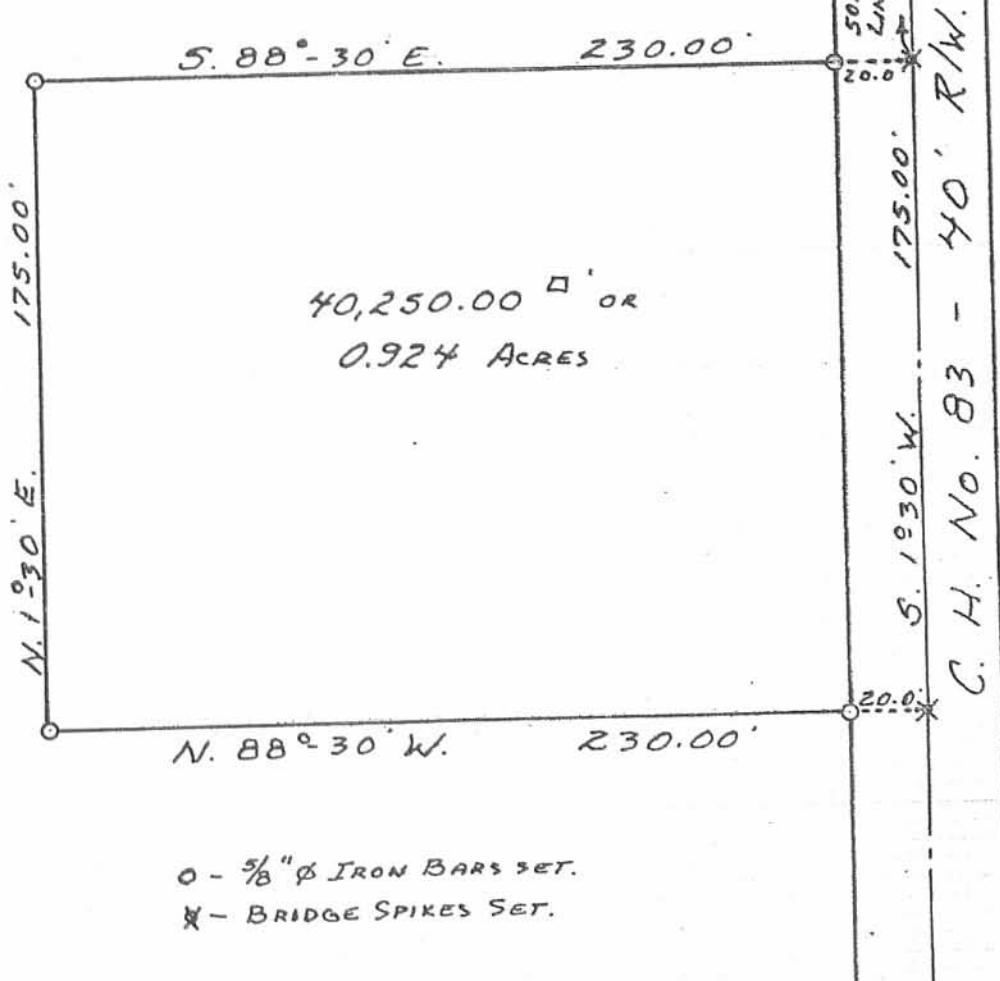 S. 88°-30' E. 230.00'
20.0
175.00'
N. 1°30' E.
40,250.00 □' OR
0.924 ACRES
175.00'
S. 1°30' W.
C. H. No. 83 - 40' R/W.
20.0
N. 88°-30' W. 230.00'
O - 5/8"ø IRON BARS SET.
X - BRIDGE SPIKES SET.